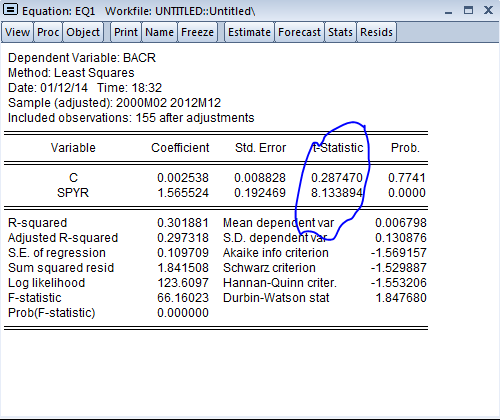 Equation: EQ1 Workfile: UNTITLED::Untitled\
View Proc Object Print Name Freeze Estimate Forecast Stats Resids
Dependent Variable: BACR
Method: Least Squares
Date: 01/12/14 Time: 18:32
Sample (adjusted): 2000M02 2012M12
Included observations: 155 after adjustments
Variable Coefficient Std. Error t-Statistic Prob.
C 0.002538 0.008828 0.287470 0.7741
SPYR 1.565524 0.192469 8.133894 0.0000
R-squared 0.301881 Mean dependent var 0.006798
Adjusted R-squared 0.297318 S.D. dependent var 0.130876
S.E. of regression 0.109709 Akaike info criterion -1.569157
Sum squared resid 1.841508 Schwarz criterion -1.529887
Log likelihood 123.6097 Hannan-Quinn criter. -1.553206
F-statistic 66.16023 Durbin-Watson stat 1.847680
Prob(F-statistic) 0.000000